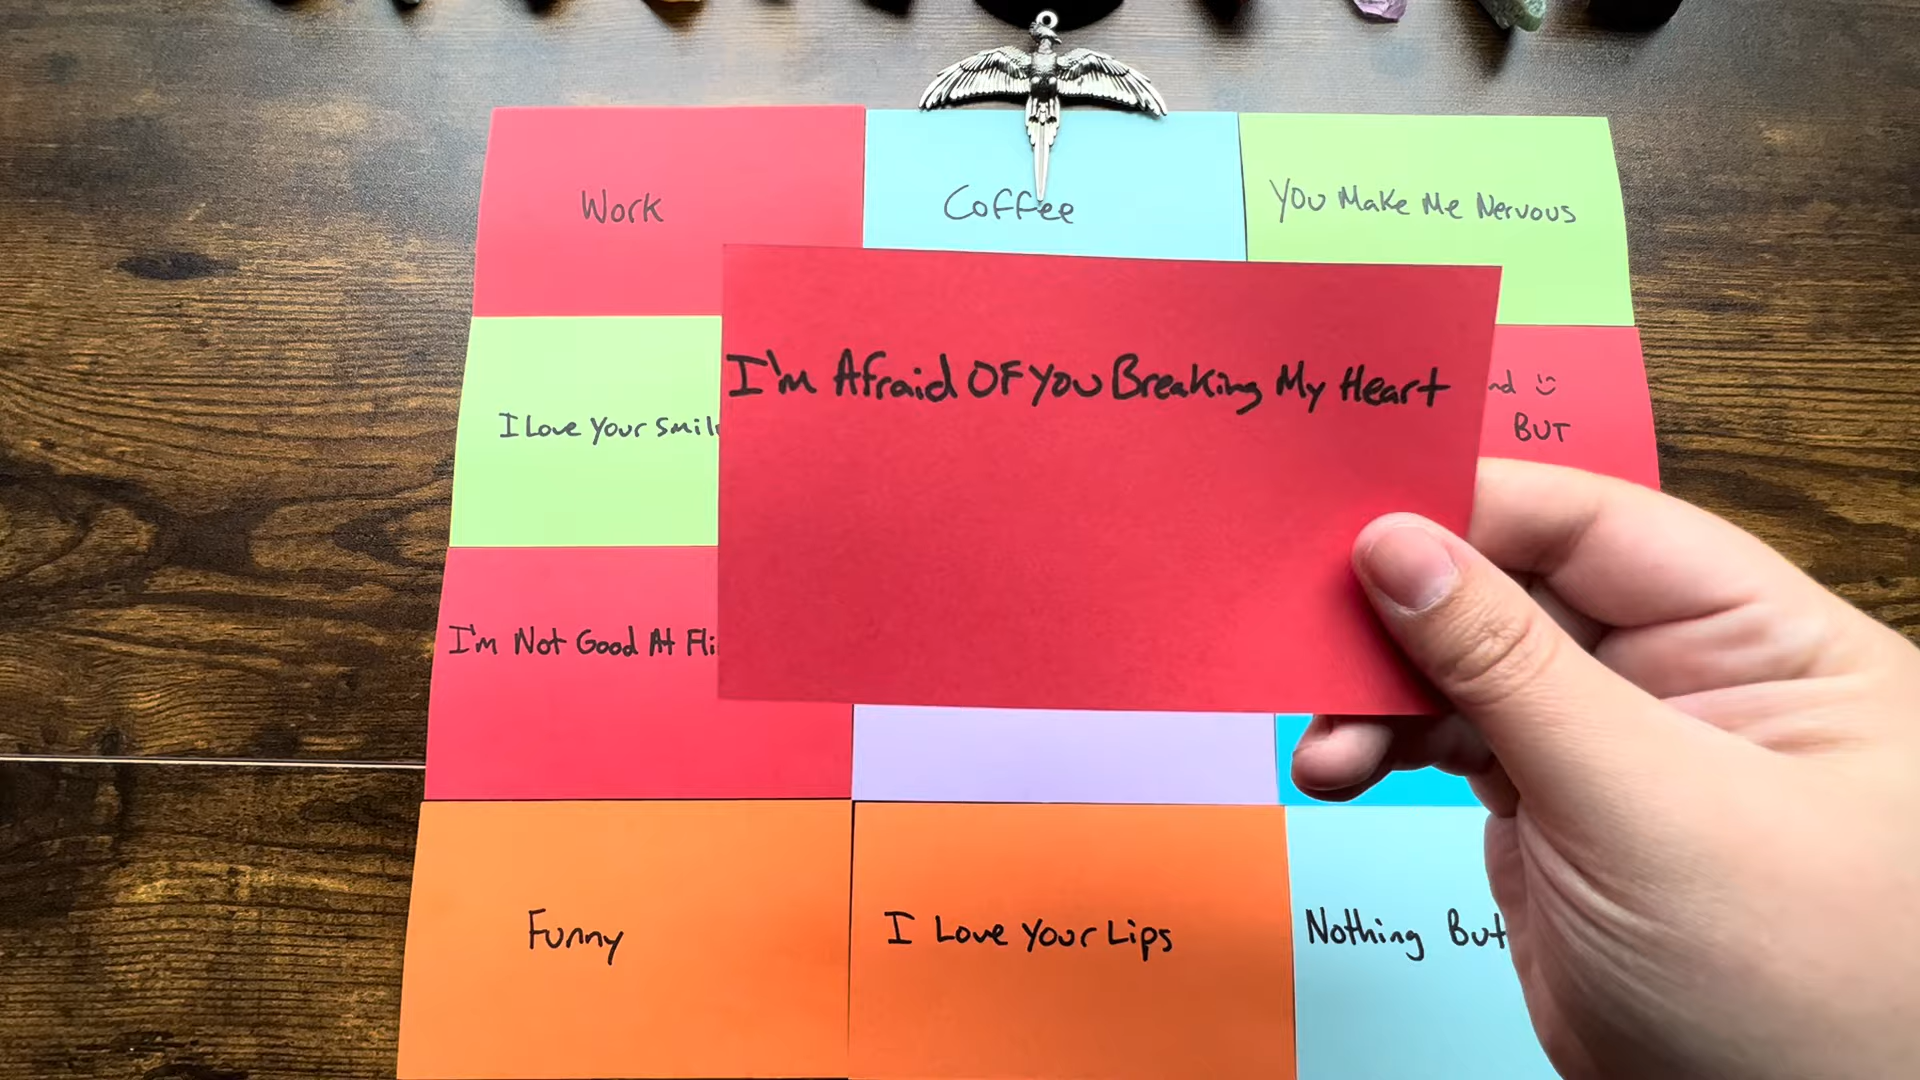 Work
Coffee
You Make Me Nervous
I'm Afraid Of You Breaking My Heart
I Love Your
BUT
I'm Not Good At
Funny
I Love Your Lips
Nothing But